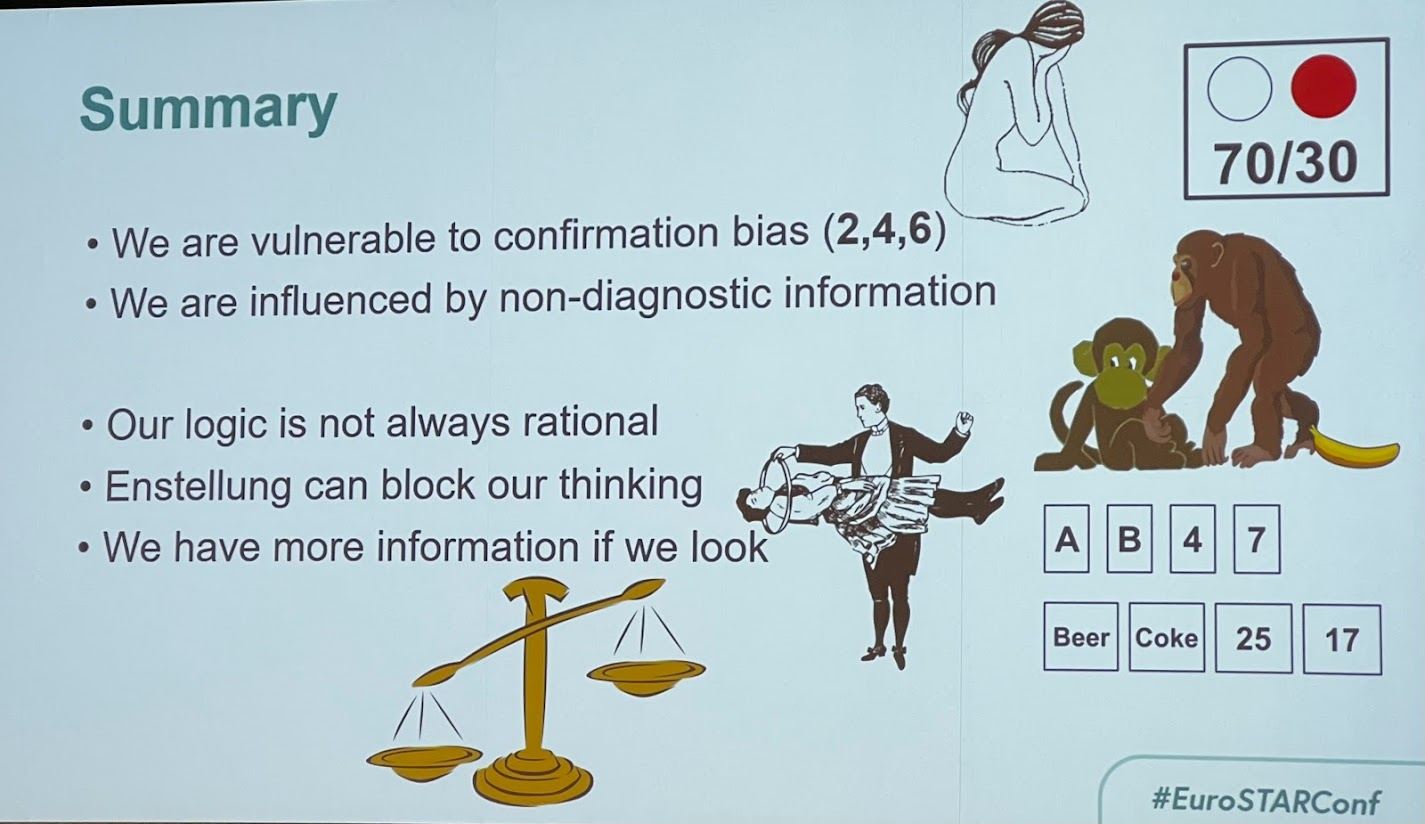 Summary
• We are vulnerable to confirmation bias (2,4,6)
• We are influenced by non-diagnostic information
• Our logic is not always rational
• Enstellung can block our thinking
• We have more information if we look
70/30
A B 4 7
Beer Coke 25 17
#EuroSTARConf